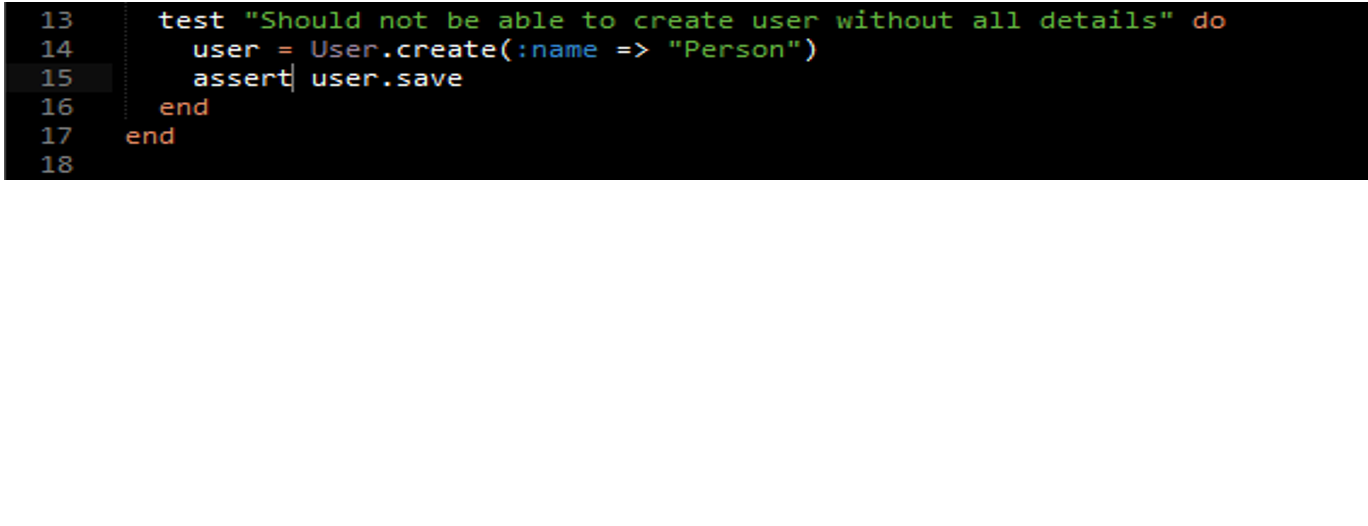 13 test "Should not be able to create user without all details" do
14 user = User.create(:name => "Person")
15 assert user.save
16 end
17 end
18